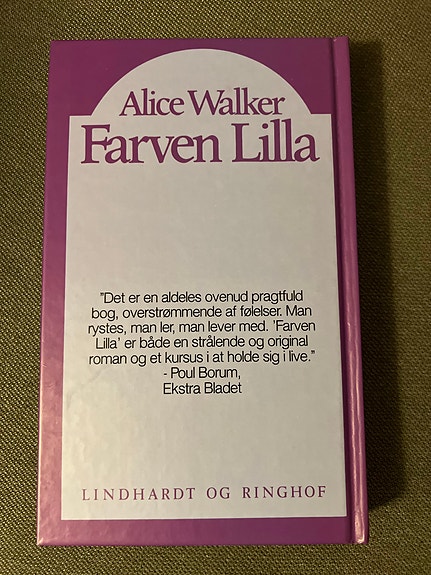 Alice Walker
Farven Lilla
"Det er en aldeles ovenud pragtfuld
bog, overstrømmende af følelser. Man
rystes, man ler, man lever med. 'Farven
Lilla' er både en strålende og original
roman og et kursus i at holde sig i live."
- Poul Borum,
Ekstra Bladet
LINDHARDT OG RINGHOF